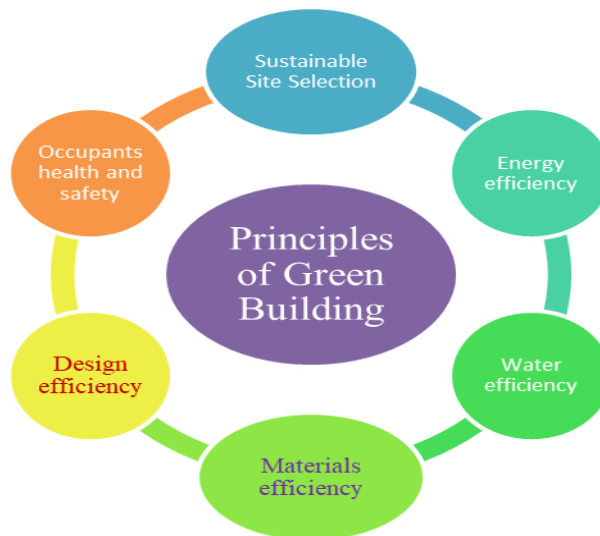 Sustainable
Site Selection
Energy
efficiency
Water
efficiency
Materials
efficiency
Design
efficiency
Occupants
health and
safety
Principles
of Green
Building